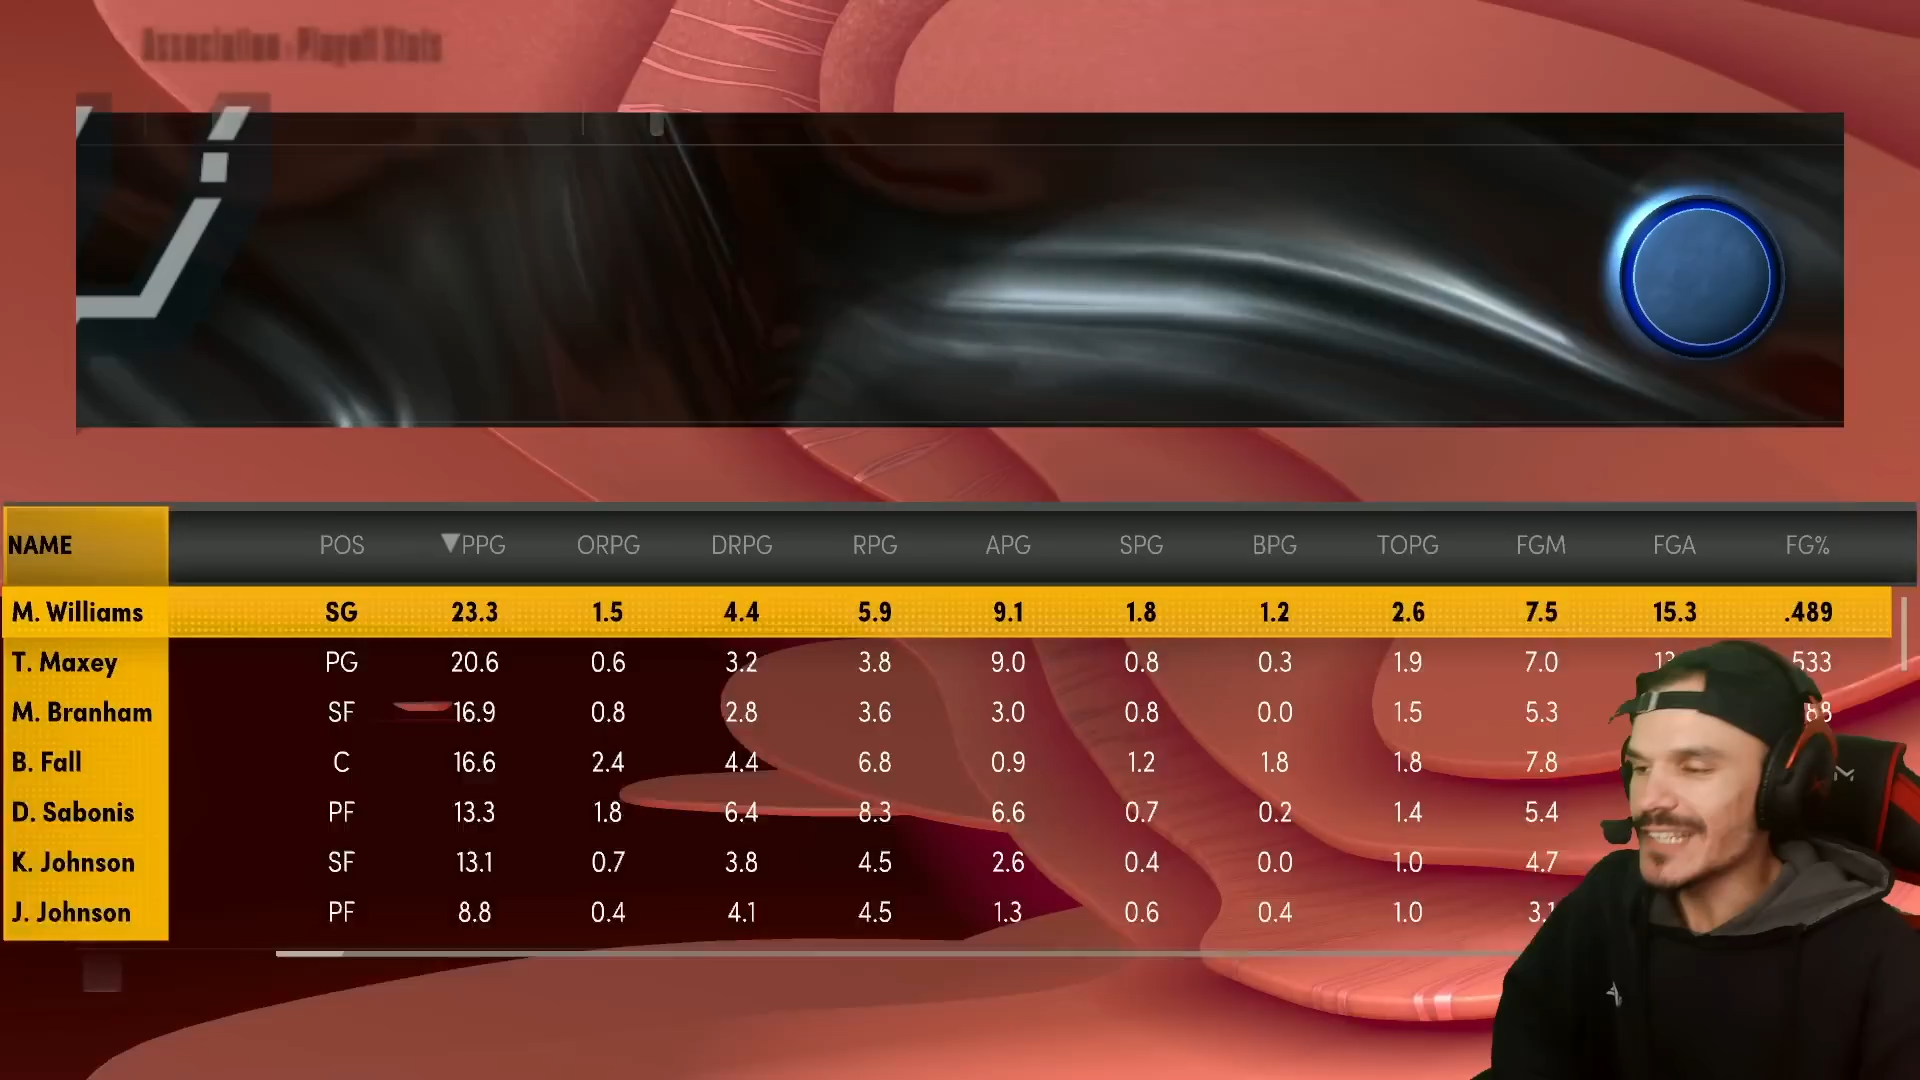 Association - Playoff Stats
NAME POS PPG ORPG DRPG RPG APG SPG BPG TOPG FGM FGA FG%
M. Williams SG 23.3 1.5 4.4 5.9 9.1 1.8 1.2 2.6 7.5 15.3 .489
T. Maxey PG 20.6 0.6 3.2 3.8 9.0 0.8 0.3 1.9 7.0 533
M. Branham SF 16.9 0.8 2.8 3.6 3.0 0.8 0.0 1.5 5.3
B. Fall C 16.6 2.4 4.4 6.8 0.9 1.2 1.8 1.8 7.8
D. Sabonis PF 13.3 1.8 6.4 8.3 6.6 0.7 0.2 1.4 5.4
K. Johnson SF 13.1 0.7 3.8 4.5 2.6 0.4 0.0 1.0 4.7
J. Johnson PF 8.8 0.4 4.1 4.5 1.3 0.6 0.4 1.0